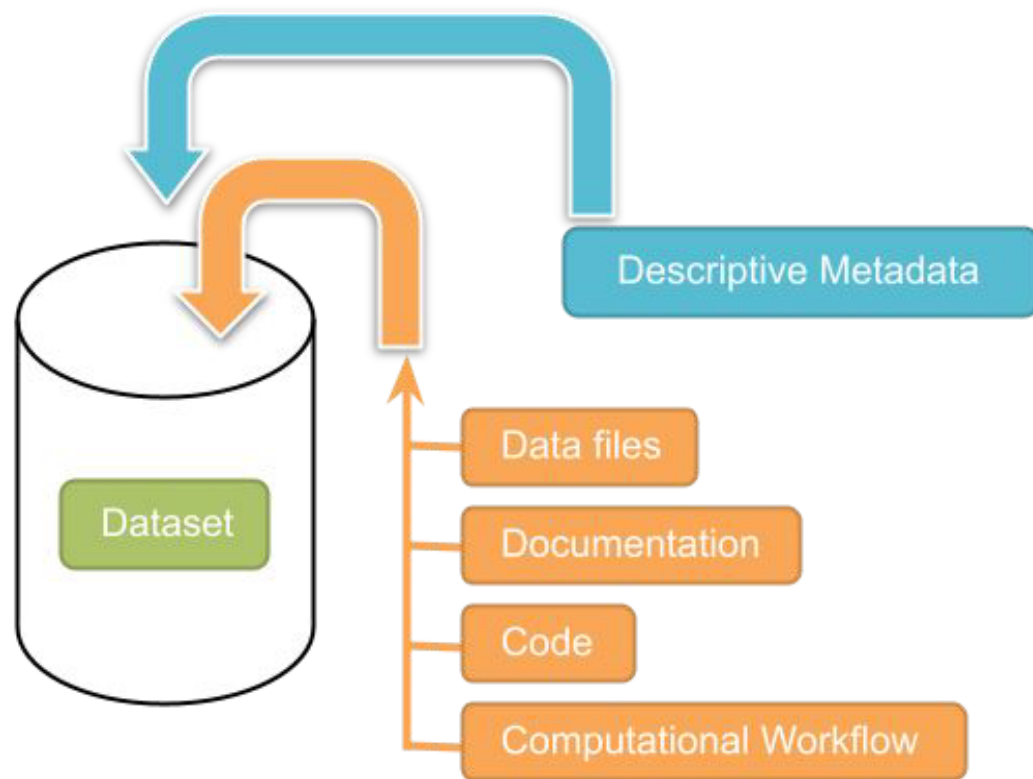 Descriptive Metadata
Data files
Documentation
Dataset
Code
Computational Workflow